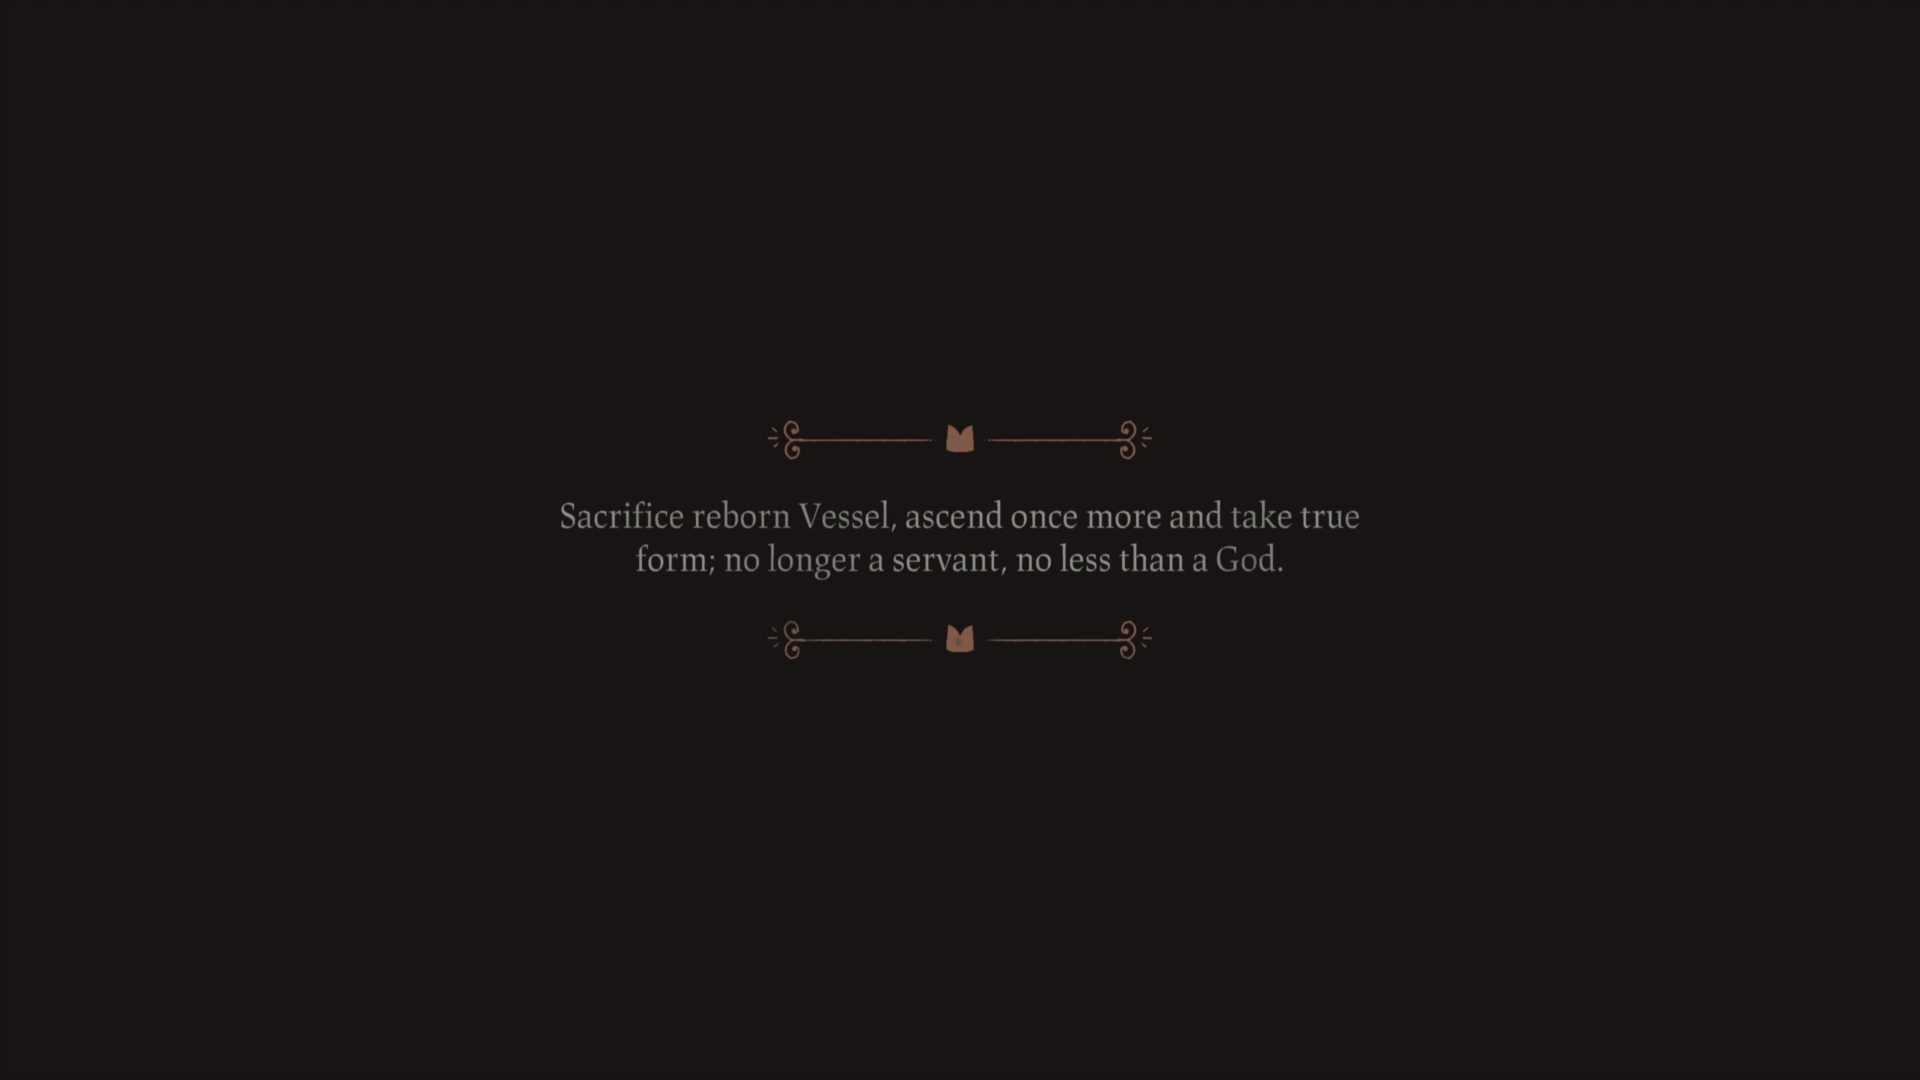 Sacrifice reborn Vessel, ascend once more and take true
form; no longer a servant, no less than a God.